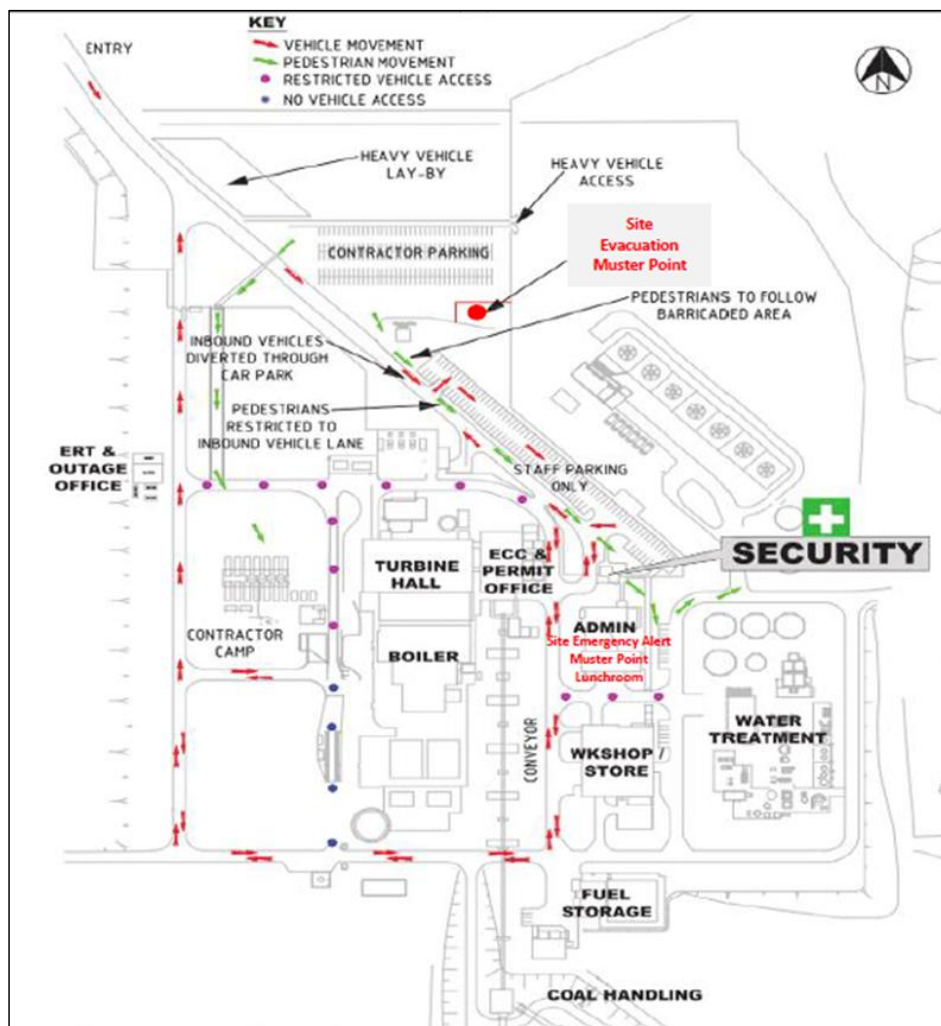 ENTRY
KEY
VEHICLE MOVEMENT
PEDESTRIAN MOVEMENT
RESTRICTED VEHICLE ACCESS
NO VEHICLE ACCESS
N
HEAVY VEHICLE
LAY-BY
HEAVY VEHICLE
ACCESS
Site
Evacuation
Muster Point
CONTRACTOR PARKING
PEDESTRIANS TO FOLLOW
BARRICADED AREA
INBOUND VEHICLES
DIVERTED THROUGH
CAR PARK
PEDESTRIANS
RESTRICTED TO
INBOUND VEHICLE LANE
ERT &
OUTAGE
OFFICE
STAFF PARKING
ONLY
SECURITY
TURBINE
HALL
ECC &
PERMIT
OFFICE
CONTRACTOR
CAMP
BOILER
ADMIN
Site Emergency Alert
Muster Point
Lunchroom
CONVEYOR
WKSHOP /
STORE
WATER
TREATMENT
FUEL
STORAGE
COAL HANDLING